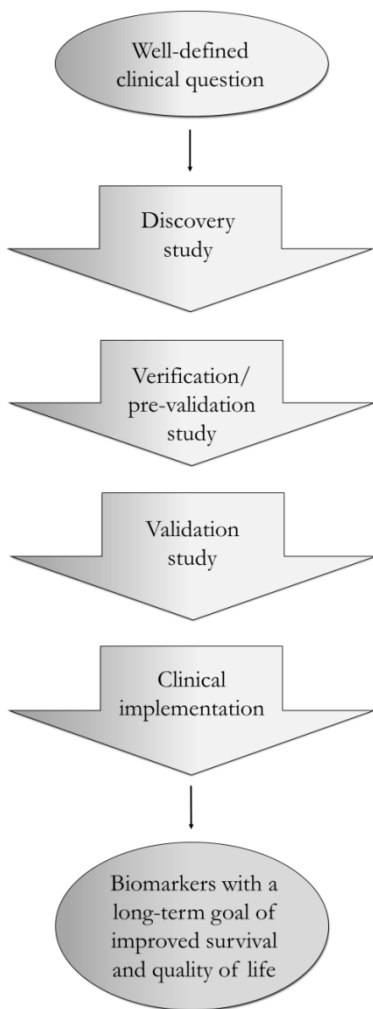 Well-defined
clinical question
Discovery
study
Verification/
pre-validation
study
Validation
study
Clinical
implementation
Biomarkers with a
long-term goal of
improved survival
and quality of life